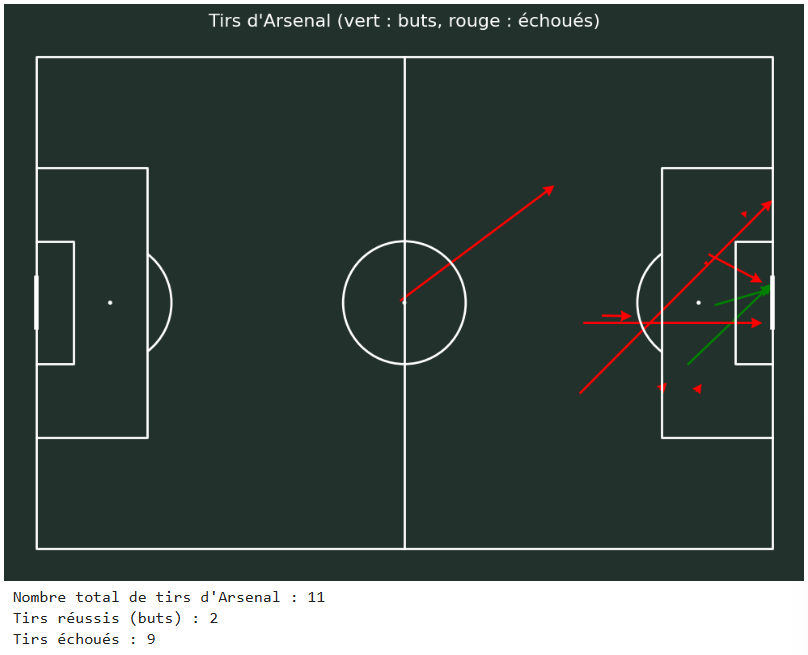 Tirs d'Arsenal (vert : buts, rouge : échoués)
Nombre total de tirs d'Arsenal : 11
Tirs réussis (buts) : 2
Tirs échoués : 9